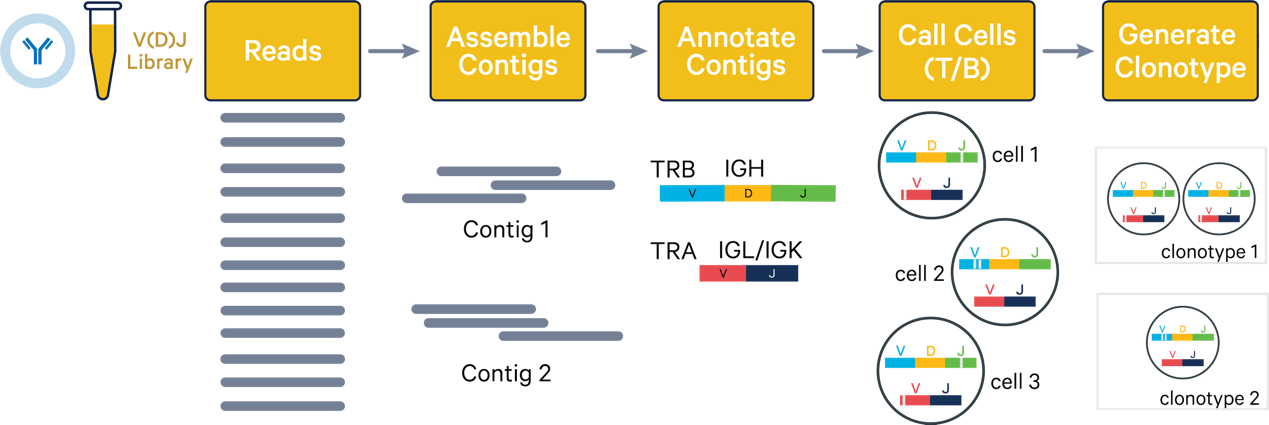 V(D)J
Library
Reads
Assemble
Contigs
Annotate
Contigs
Call Cells
(T/B)
Generate
Clonotype
Contig 1
Contig 2
TRB IGH
V D J
TRA IGL/IGK
V J
V D J
V J
cell 1
V D J
V J
cell 2
V D J
V J
cell 3
V D J V D J
V J V J
clonotype 1
V D J
V J
clonotype 2